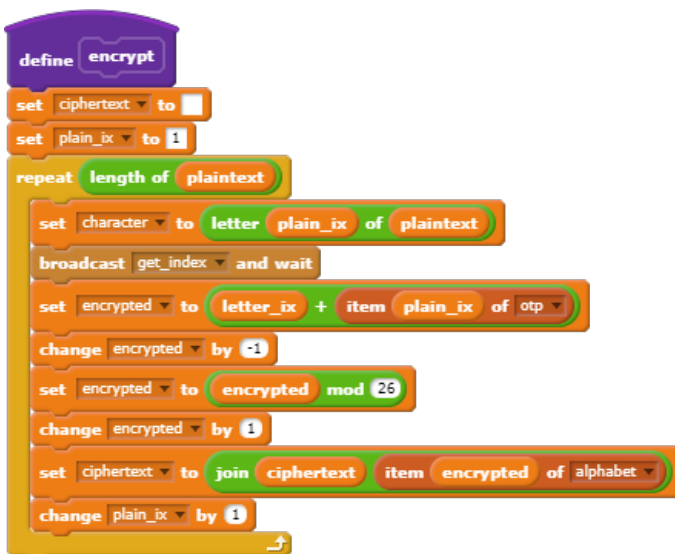 define encrypt
set ciphertext to
set plain_ix to 1
repeat length of plaintext
set character to letter plain_ix of plaintext
broadcast get_index and wait
set encrypted to letter_ix + item plain_ix of otp
change encrypted by -1
set encrypted to encrypted mod 26
change encrypted by 1
set ciphertext to join ciphertext item encrypted of alphabet
change plain_ix by 1